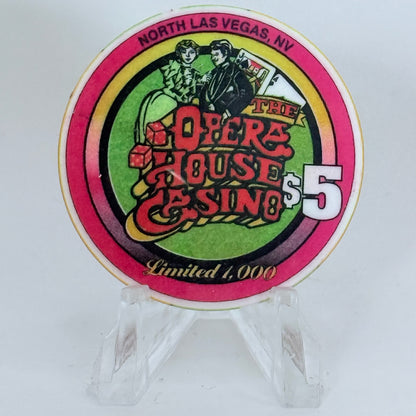 NORTH LAS VEGAS, NV
THE
OPERA
HOUSE
CASINO
$5
Limited 1,000